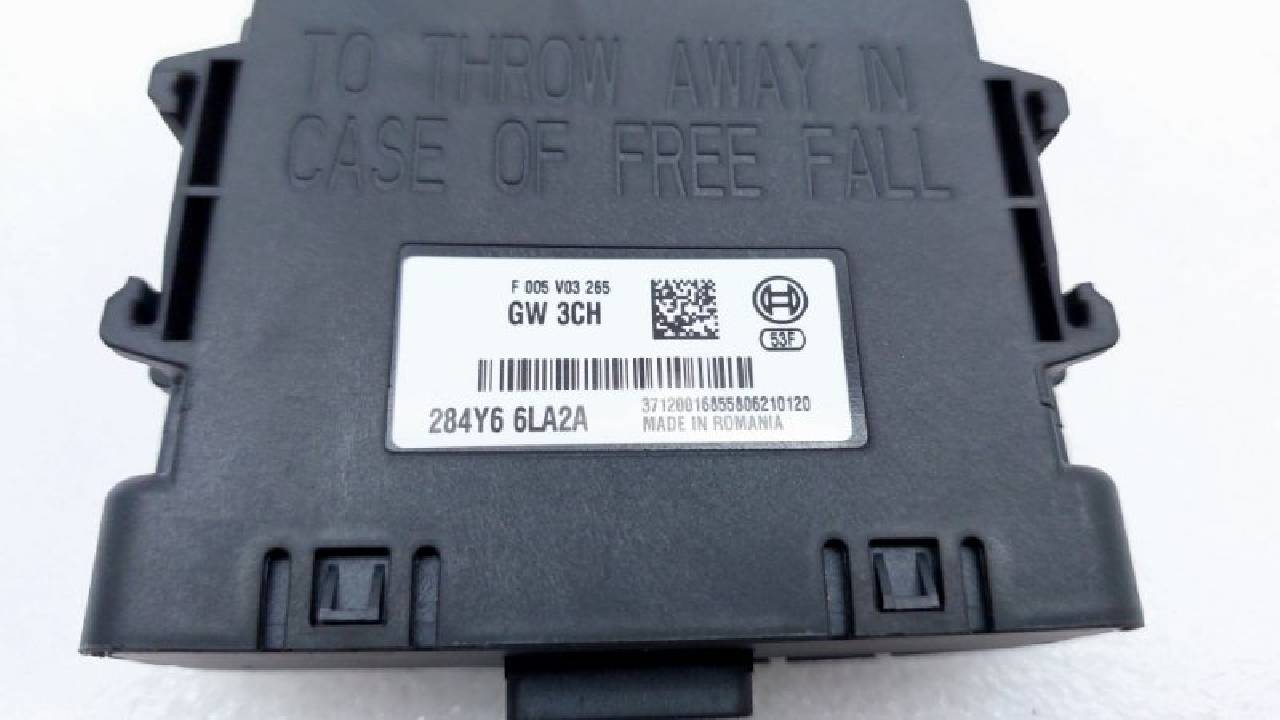 TO THROW AWAY IN
CASE OF FREE FALL
F 005 V03 265
GW 3CH
53F
284Y6 6LA2A
37120016855806210120
MADE IN ROMANIA